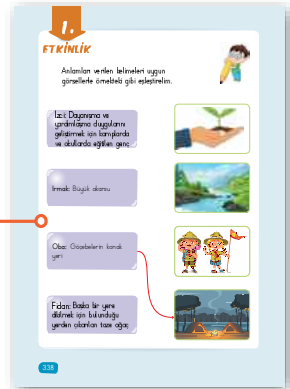 1.
ETKİNLİK
Anlamları verilen kelimeleri uygun
görsellerle örnekteki gibi eşleştirelim.
İzci: Dayanışma ve
yardımlaşma duygularını
geliştirmek için kamplarda
ve okullarda eğitilen genç
Irmak: Büyük akarsu
Oba: Göçebelerin konak
yeri
Fidan: Başka bir yere
dikilmek için bulunduğu
yerden çıkarılan taze ağaç
338